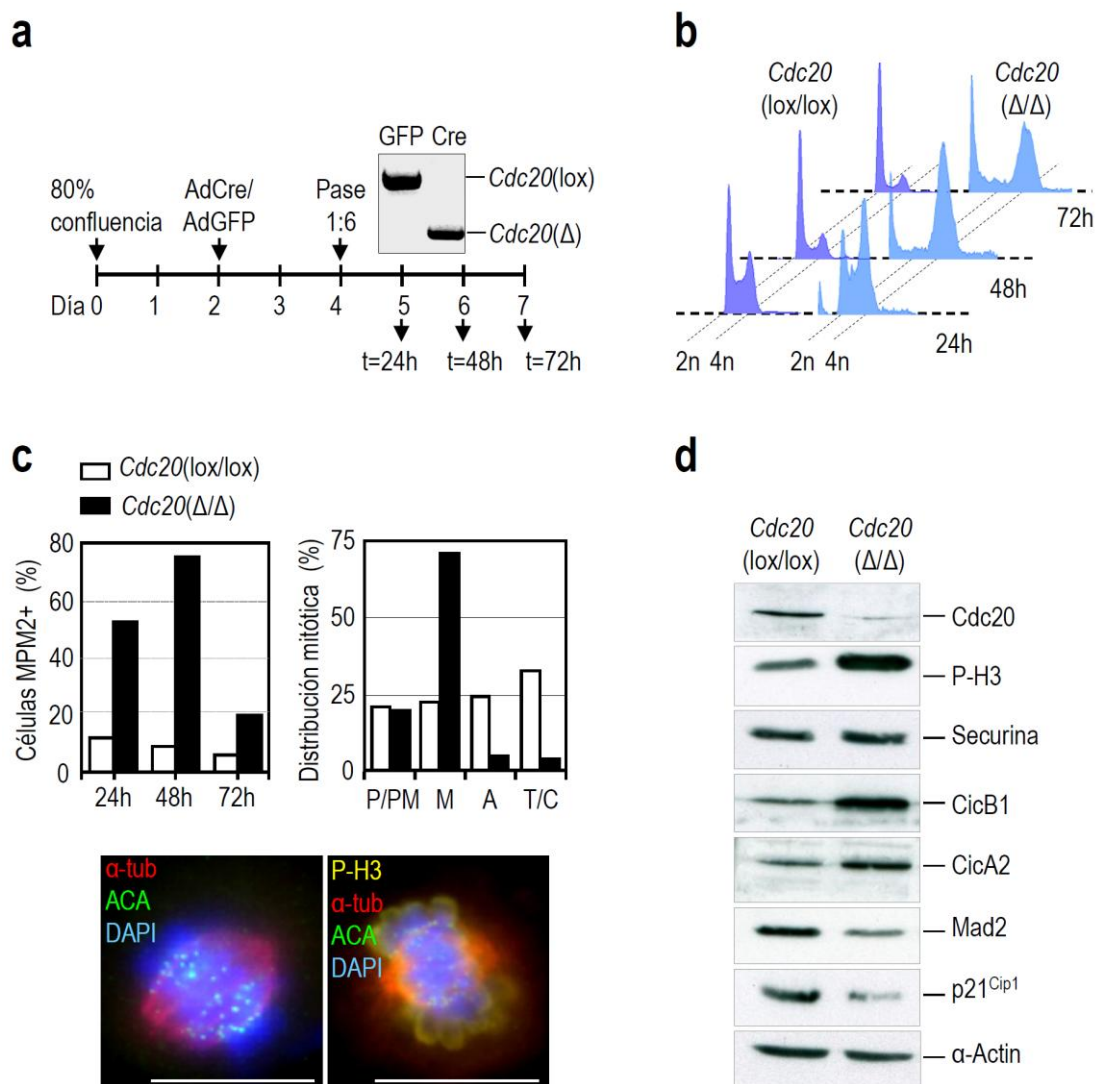 a
GFP Cre
Cdc20(lox)
Cdc20(Δ)
80%
confluencia
AdCre/
AdGFP
Pase
1:6
Día 0 1 2 3 4 5 6 7
t=24h t=48h t=72h
b
Cdc20
(lox/lox)
Cdc20
(Δ/Δ)
72h
48h
24h
2n 4n 2n 4n
c
Cdc20(lox/lox)
Cdc20(Δ/Δ)
Células MPM2+ (%)
80
60
40
20
0
24h 48h 72h
Distribución mitótica (%)
75
50
25
0
P/PM M A T/C
α-tub
ACA
DAPI
P-H3
α-tub
ACA
DAPI
d
Cdc20
(lox/lox)
Cdc20
(Δ/Δ)
Cdc20
P-H3
Securina
CicB1
CicA2
Mad2
p21Cip1
α-Actin